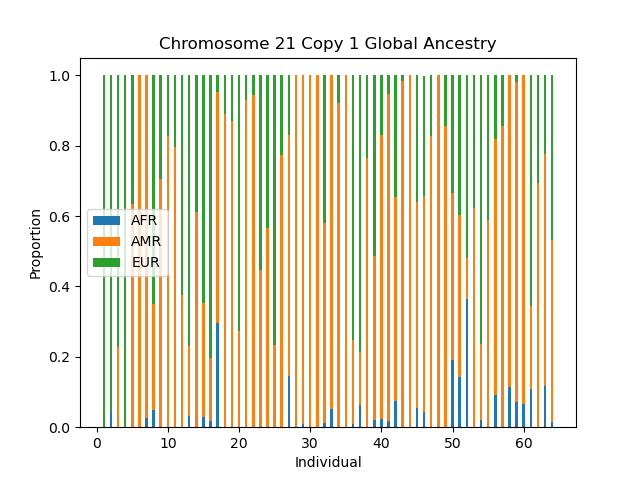 Chromosome 21 Copy 1 Global Ancestry
1.0
0.8
0.6
0.4
0.2
0.0
Proportion
AFR
AMR
EUR
0 10 20 30 40 50 60
Individual